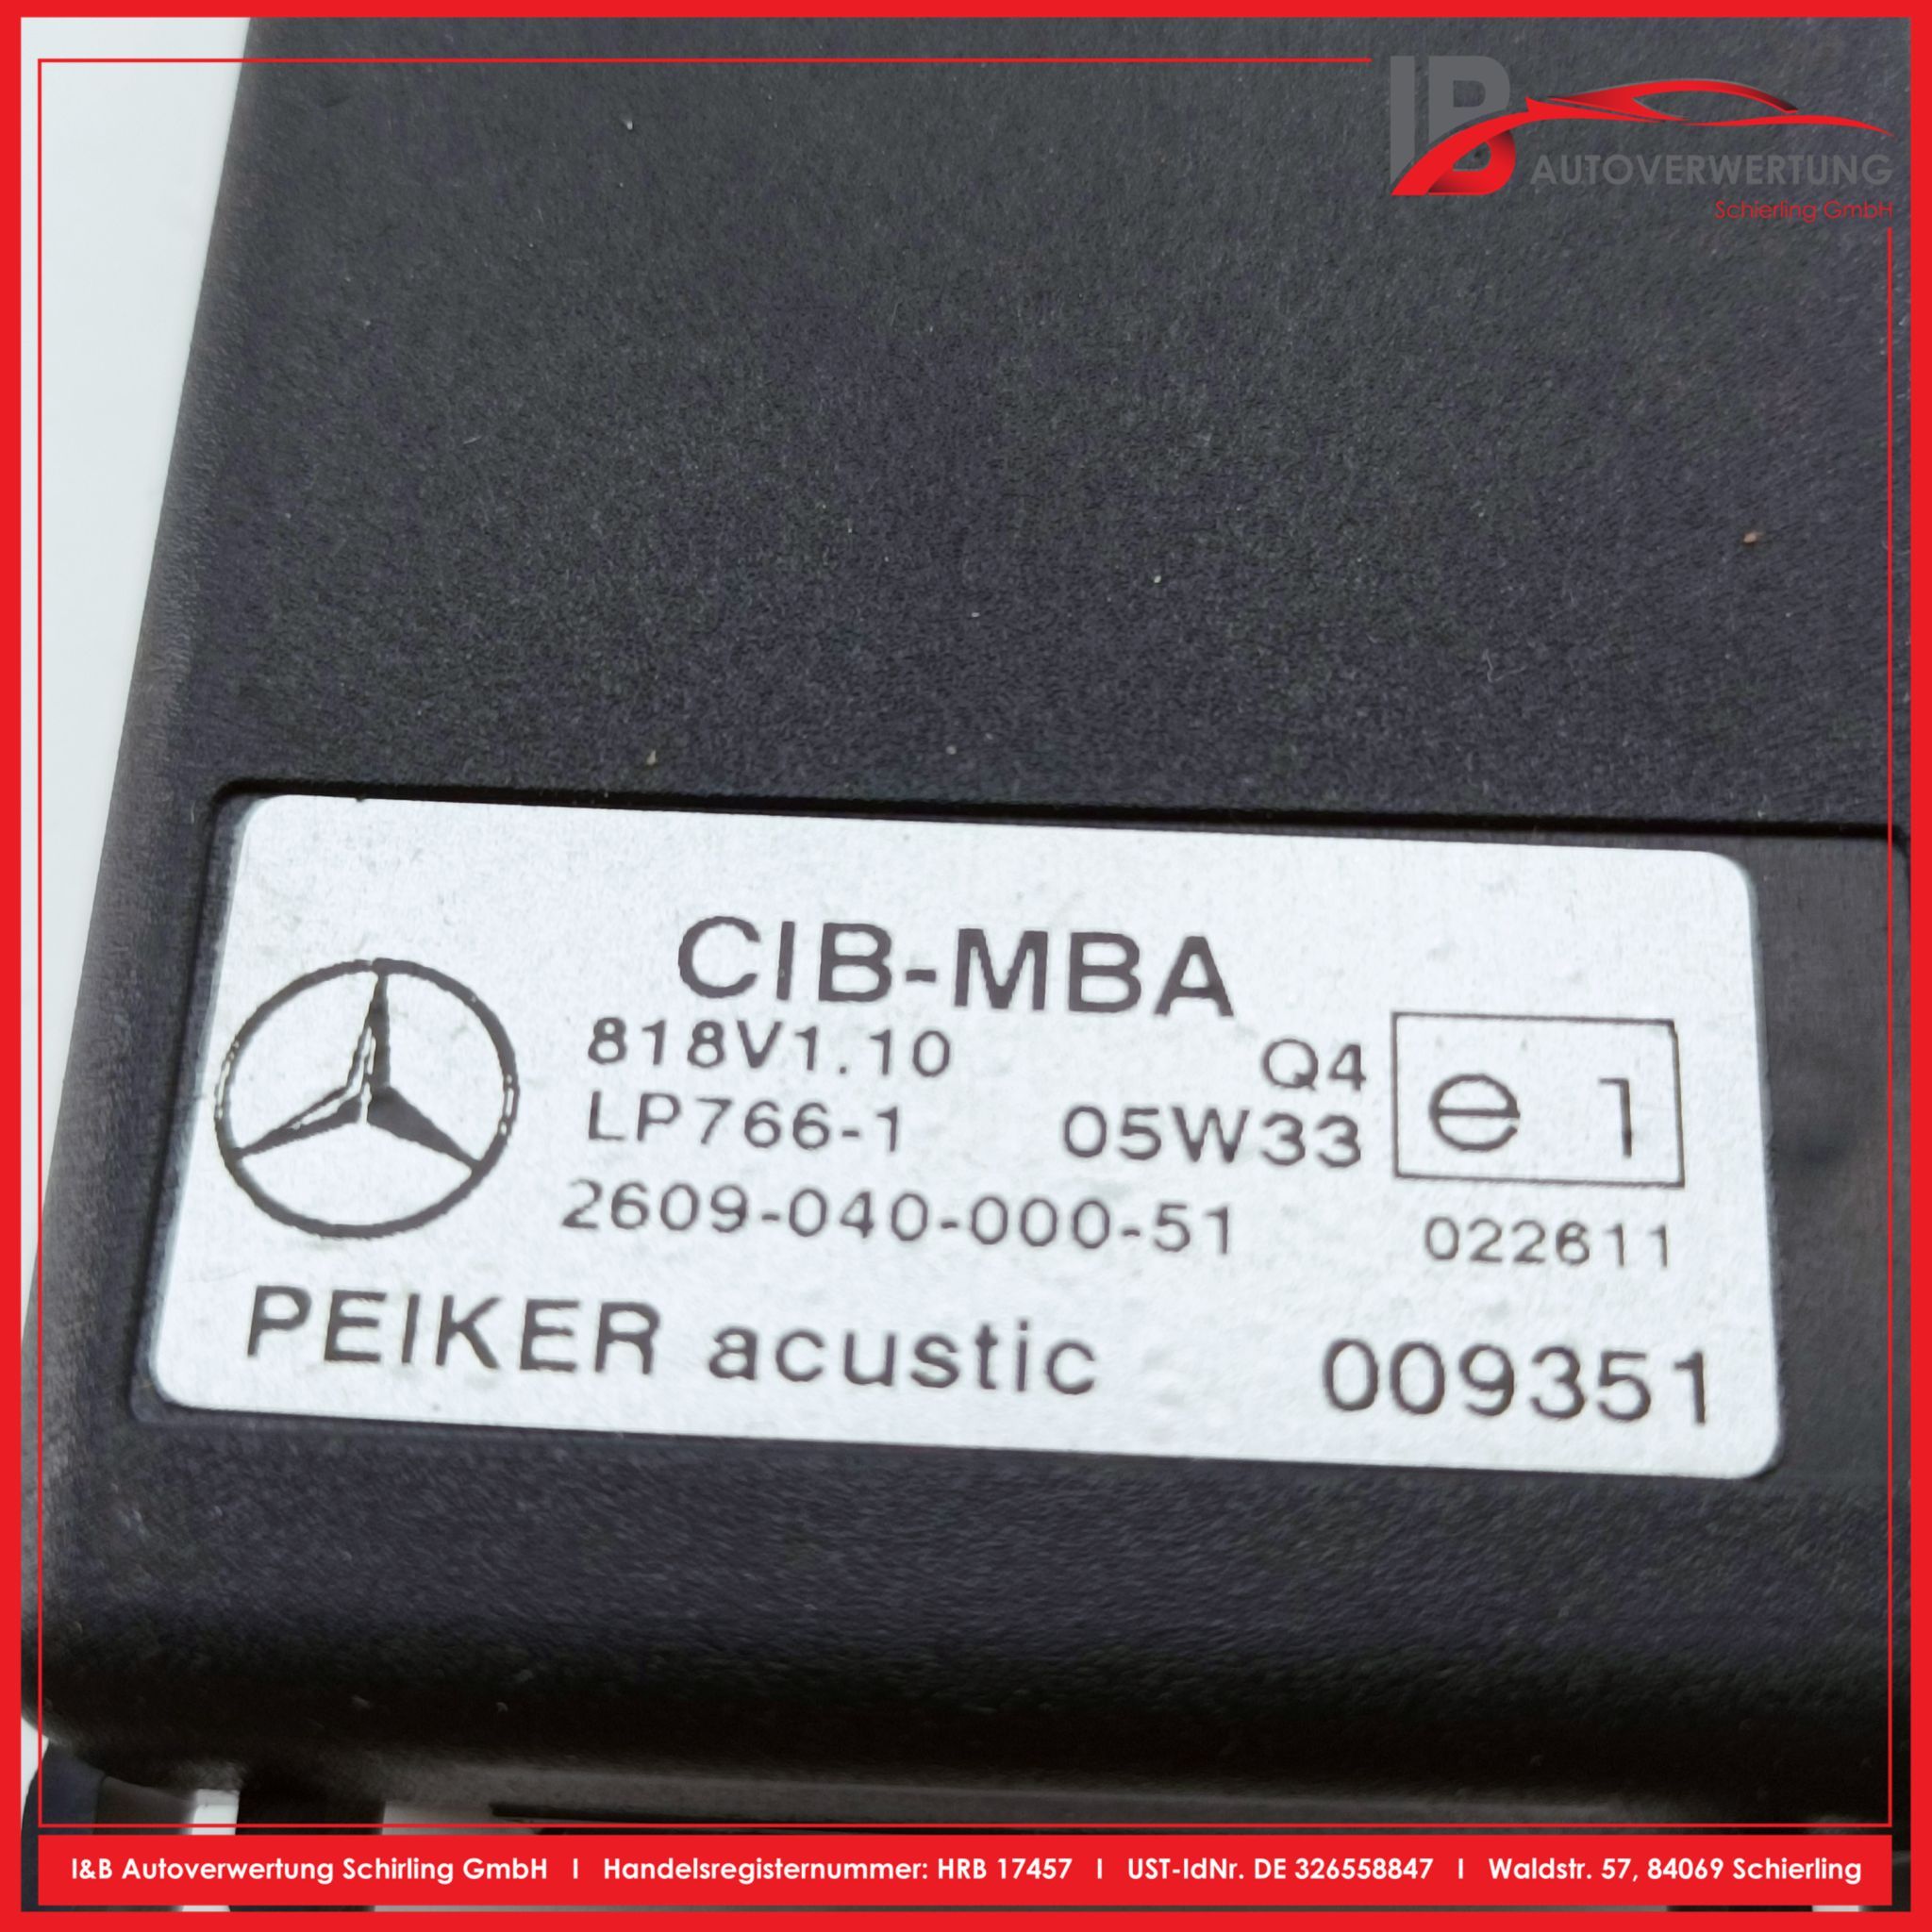 IB
AUTOVERWERTUNG
Schierling GmbH
CIB-MBA
818V1.10 Q4
LP766-1 05W33 e 1
2609-040-000-51 022611
PEIKER acustic 009351
I&B Autoverwertung Schirling GmbH I Handelsregisternummer: HRB 17457 I UST-IdNr. DE 326558847 I Waldstr. 57, 84069 Schierling